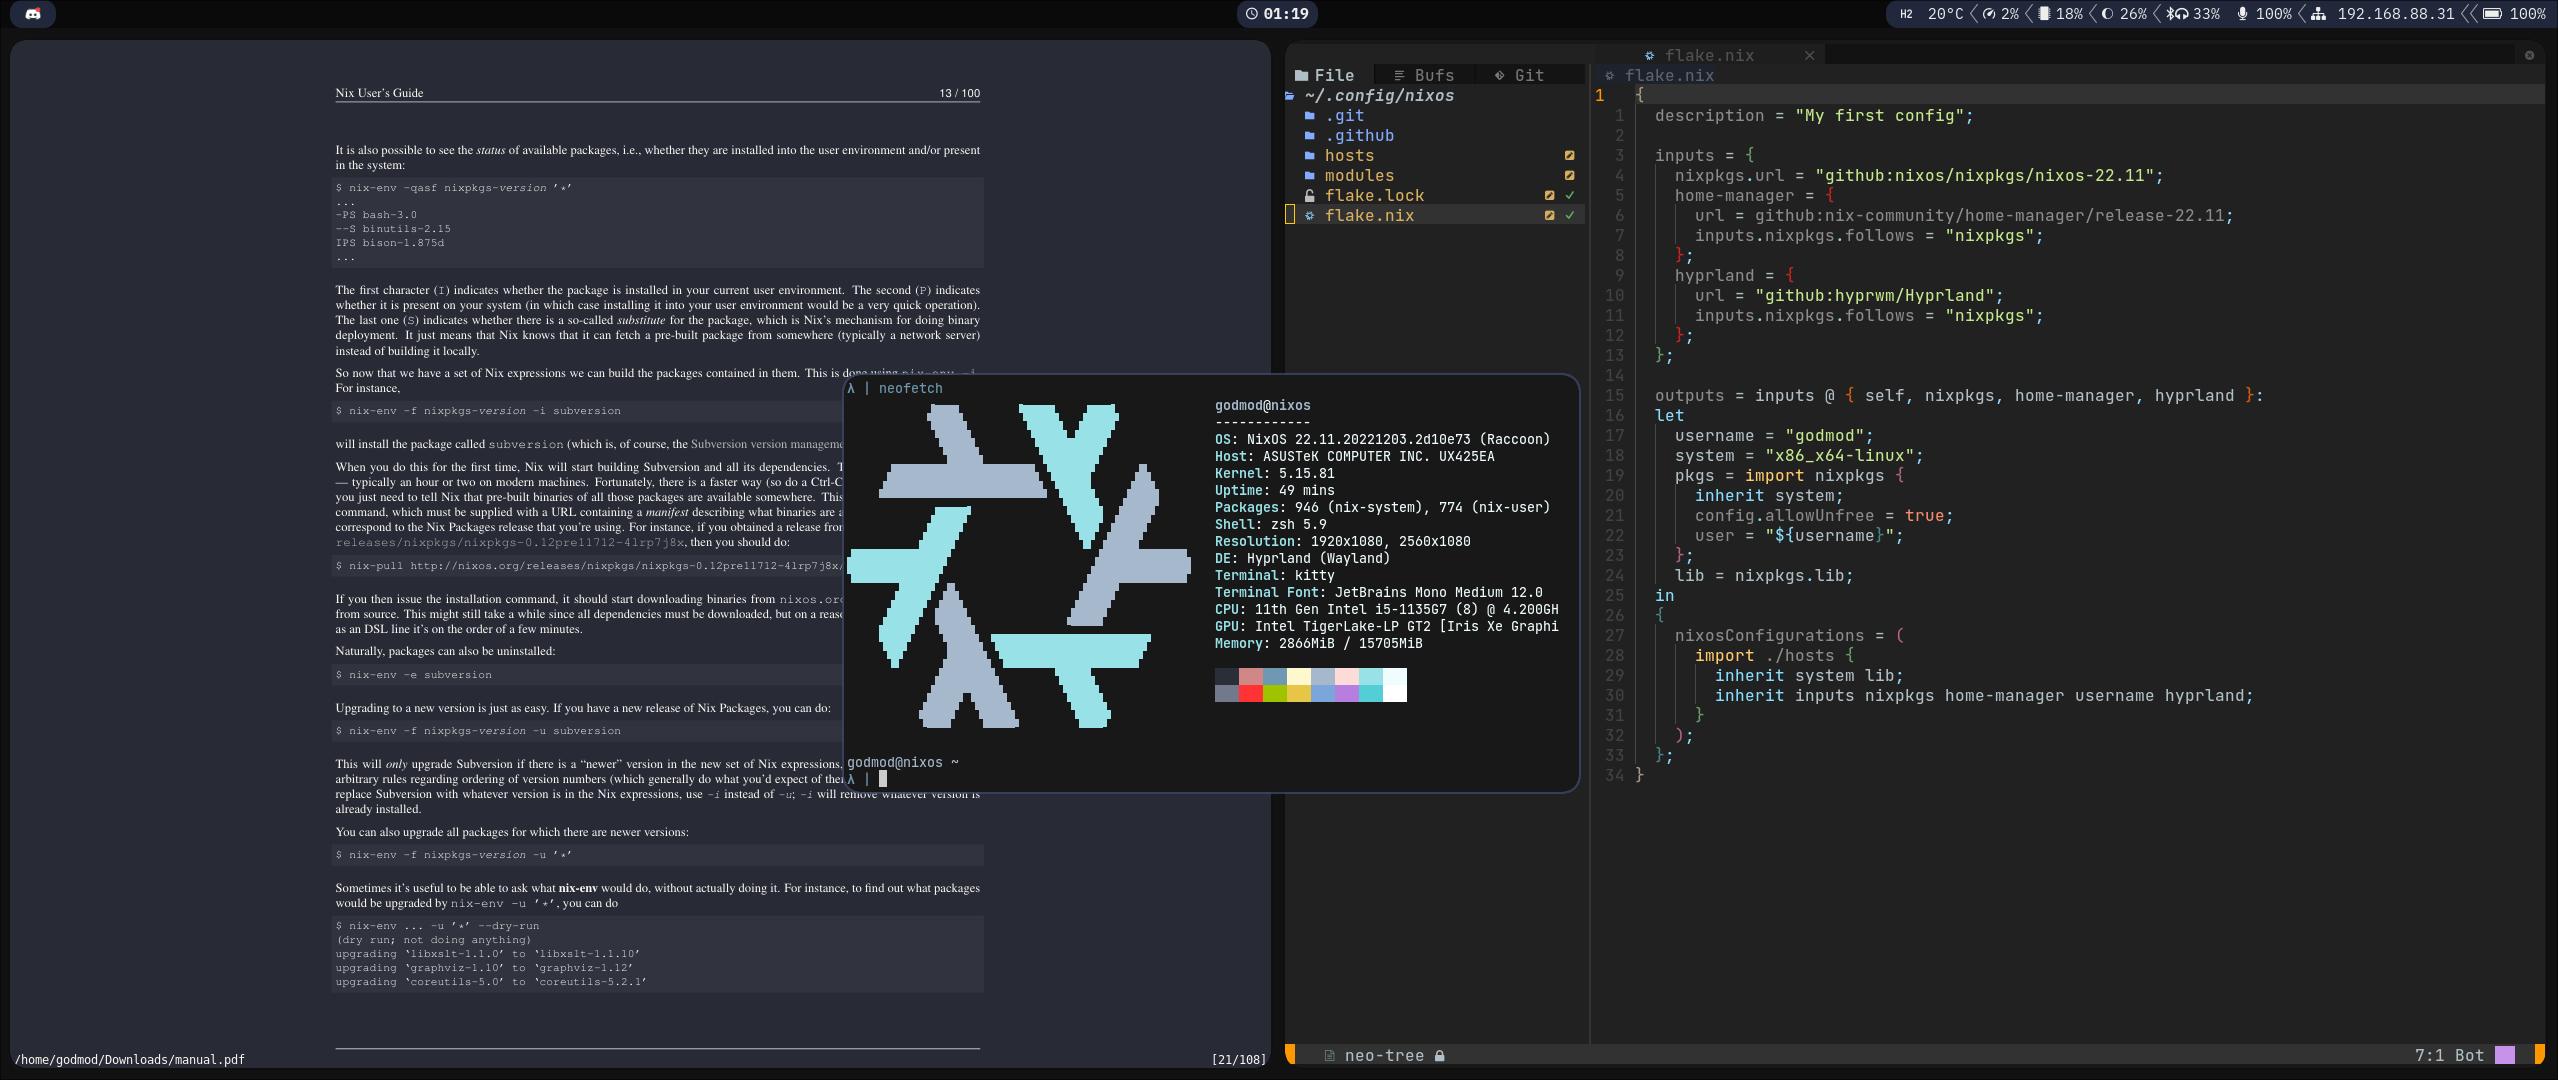 01:19
H2 20°C 2% 18% 26% 33% 100% 192.168.88.31 100%
Nix User's Guide 13 / 100
It is also possible to see the status of available packages, i.e., whether they are installed into the user environment and/or present
in the system:
$ nix-env -qasf nixpkgs-version '*'
...
-PS bash-3.0
--S binutils-2.15
IPS bison-1.875d
...
The first character (I) indicates whether the package is installed in your current user environment. The second (P) indicates
whether it is present on your system (in which case installing it into your user environment would be a very quick operation).
The last one (S) indicates whether there is a so-called substitute for the package, which is Nix's mechanism for doing binary
deployment. It just means that Nix knows that it can fetch a pre-built package from somewhere (typically a network server)
instead of building it locally.
So now that we have a set of Nix expressions we can build the packages contained in them. This is done using nix-env -i.
For instance,
$ nix-env -f nixpkgs-version -i subversion
will install the package called subversion (which is, of course, the Subversion version manageme
When you do this for the first time, Nix will start building Subversion and all its dependencies. T
— typically an hour or two on modern machines. Fortunately, there is a faster way (so do a Ctrl-C
you just need to tell Nix that pre-built binaries of all those packages are available somewhere. This
command, which must be supplied with a URL containing a manifest describing what binaries are a
correspond to the Nix Packages release that you're using. For instance, if you obtained a release from
releases/nixpkgs/nixpkgs-0.12pre11712-4lrp7j8x, then you should do:
$ nix-pull http://nixos.org/releases/nixpkgs/nixpkgs-0.12pre11712-4lrp7j8x/
If you then issue the installation command, it should start downloading binaries from nixos.org
from source. This might still take a while since all dependencies must be downloaded, but on a reaso
as an DSL line it's on the order of a few minutes.
Naturally, packages can also be uninstalled:
$ nix-env -e subversion
Upgrading to a new version is just as easy. If you have a new release of Nix Packages, you can do:
$ nix-env -f nixpkgs-version -u subversion
This will only upgrade Subversion if there is a “newer” version in the new set of Nix expressions,
arbitrary rules regarding ordering of version numbers (which generally do what you'd expect of them
replace Subversion with whatever version is in the Nix expressions, use -i instead of -u; -i will remove whatever version is
already installed.
You can also upgrade all packages for which there are newer versions:
$ nix-env -f nixpkgs-version -u '*'
Sometimes it's useful to be able to ask what nix-env would do, without actually doing it. For instance, to find out what packages
would be upgraded by nix-env -u '*', you can do
$ nix-env ... -u '*' --dry-run
(dry run; not doing anything)
upgrading ‘libxslt-1.1.0’ to ‘libxslt-1.1.10’
upgrading ‘graphviz-1.10’ to ‘graphviz-1.12’
upgrading ‘coreutils-5.0’ to ‘coreutils-5.2.1’
/home/godmod/Downloads/manual.pdf [21/108]
λ | neofetch
godmod@nixos
------------
OS: NixOS 22.11.20221203.2d10e73 (Raccoon)
Host: ASUSTeK COMPUTER INC. UX425EA
Kernel: 5.15.81
Uptime: 49 mins
Packages: 946 (nix-system), 774 (nix-user)
Shell: zsh 5.9
Resolution: 1920x1080, 2560x1080
DE: Hyprland (Wayland)
Terminal: kitty
Terminal Font: JetBrains Mono Medium 12.0
CPU: 11th Gen Intel i5-1135G7 (8) @ 4.200GH
GPU: Intel TigerLake-LP GT2 [Iris Xe Graphi
Memory: 2866MiB / 15705MiB
godmod@nixos ~
λ |
File Bufs Git
~/.config/nixos
.git
.github
hosts
modules
flake.lock
flake.nix
neo-tree
flake.nix
flake.nix
1 {
1 description = "My first config";
2
3 inputs = {
4 nixpkgs.url = "github:nixos/nixpkgs/nixos-22.11";
5 home-manager = {
6 url = github:nix-community/home-manager/release-22.11;
7 inputs.nixpkgs.follows = "nixpkgs";
8 };
9 hyprland = {
10 url = "github:hyprwm/Hyprland";
11 inputs.nixpkgs.follows = "nixpkgs";
12 };
13 };
14
15 outputs = inputs @ { self, nixpkgs, home-manager, hyprland }:
16 let
17 username = "godmod";
18 system = "x86_x64-linux";
19 pkgs = import nixpkgs {
20 inherit system;
21 config.allowUnfree = true;
22 user = "${username}";
23 };
24 lib = nixpkgs.lib;
25 in
26 {
27 nixosConfigurations = (
28 import ./hosts {
29 inherit system lib;
30 inherit inputs nixpkgs home-manager username hyprland;
31 }
32 );
33 };
34 }
7:1 Bot